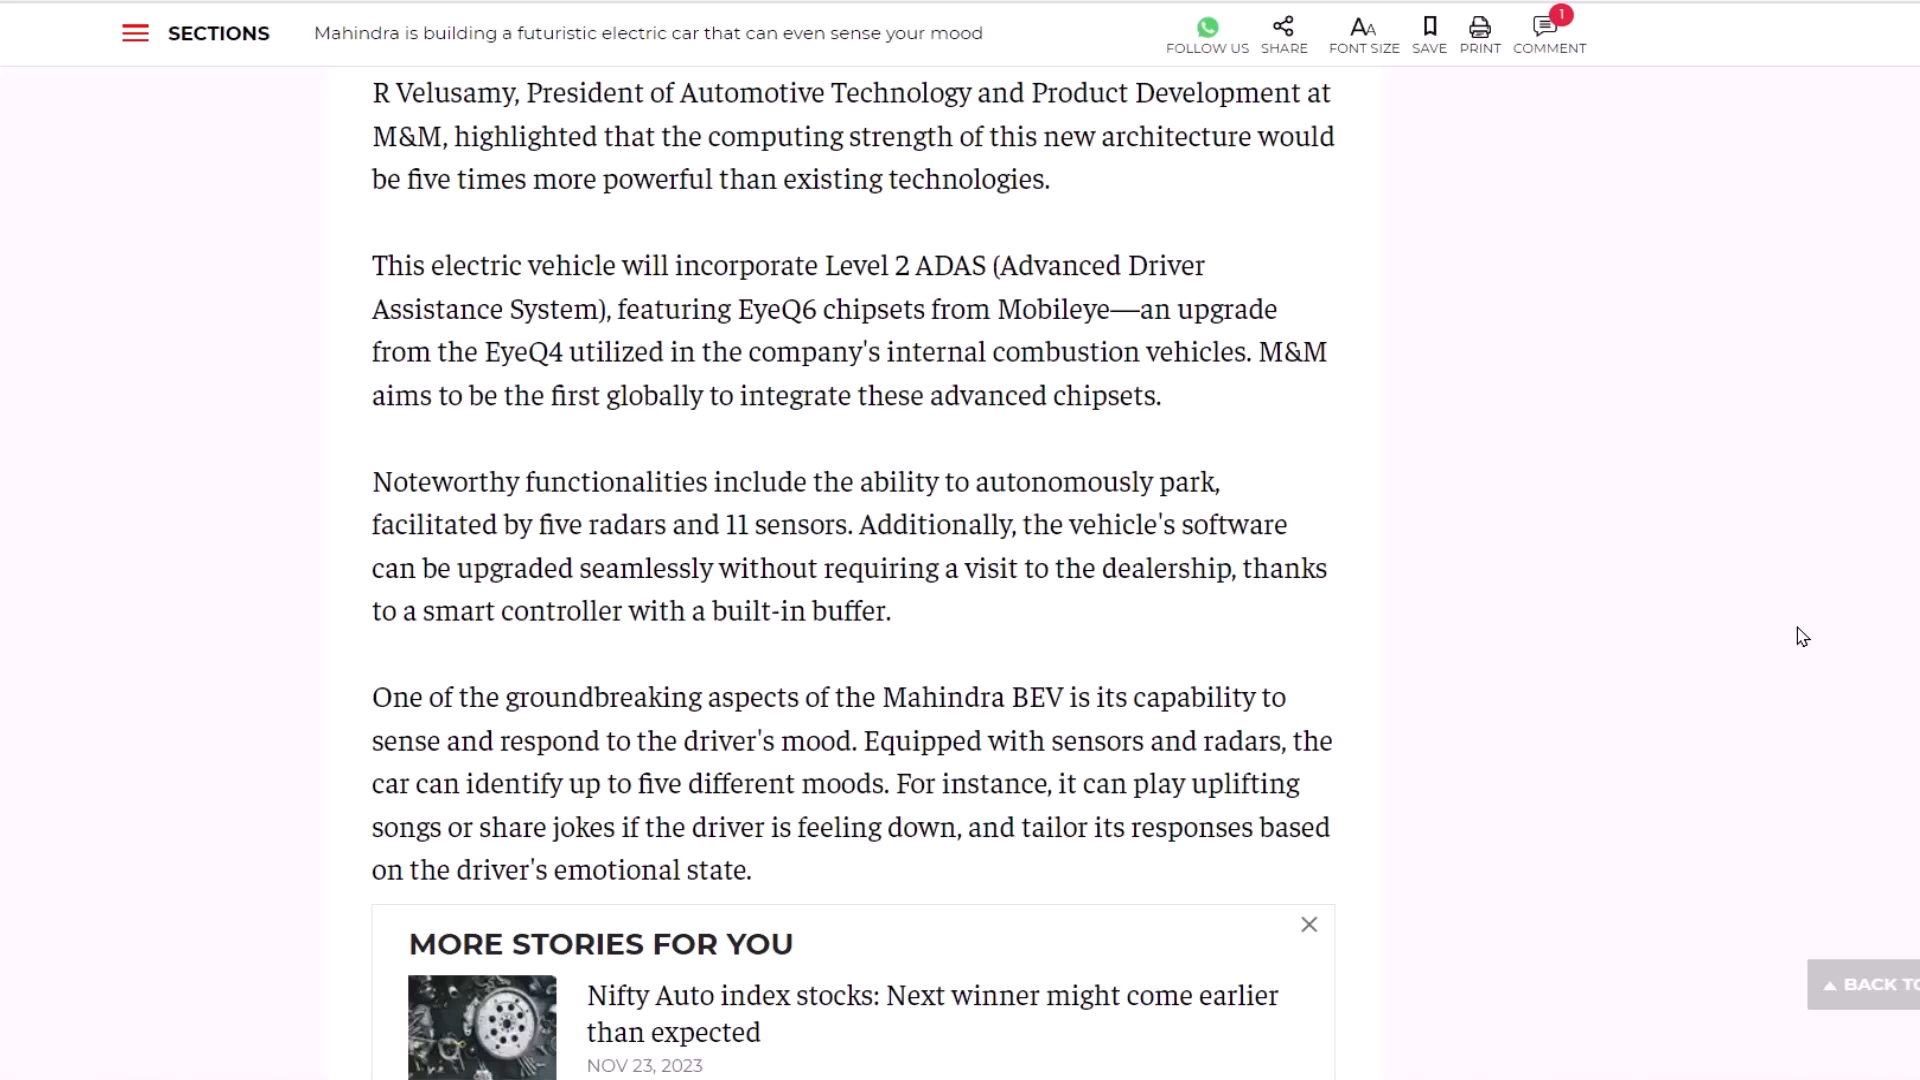 SECTIONS
Mahindra is building a futuristic electric car that can even sense your mood
FOLLOW US
SHARE
AA
FONT SIZE
SAVE
PRINT
1
COMMENT
R Velusamy, President of Automotive Technology and Product Development at
M&M, highlighted that the computing strength of this new architecture would
be five times more powerful than existing technologies.
This electric vehicle will incorporate Level 2 ADAS (Advanced Driver
Assistance System), featuring EyeQ6 chipsets from Mobileye—an upgrade
from the EyeQ4 utilized in the company's internal combustion vehicles. M&M
aims to be the first globally to integrate these advanced chipsets.
Noteworthy functionalities include the ability to autonomously park,
facilitated by five radars and 11 sensors. Additionally, the vehicle's software
can be upgraded seamlessly without requiring a visit to the dealership, thanks
to a smart controller with a built-in buffer.
One of the groundbreaking aspects of the Mahindra BEV is its capability to
sense and respond to the driver's mood. Equipped with sensors and radars, the
car can identify up to five different moods. For instance, it can play uplifting
songs or share jokes if the driver is feeling down, and tailor its responses based
on the driver's emotional state.
MORE STORIES FOR YOU
Nifty Auto index stocks: Next winner might come earlier
than expected
NOV 23, 2023
BACK TO